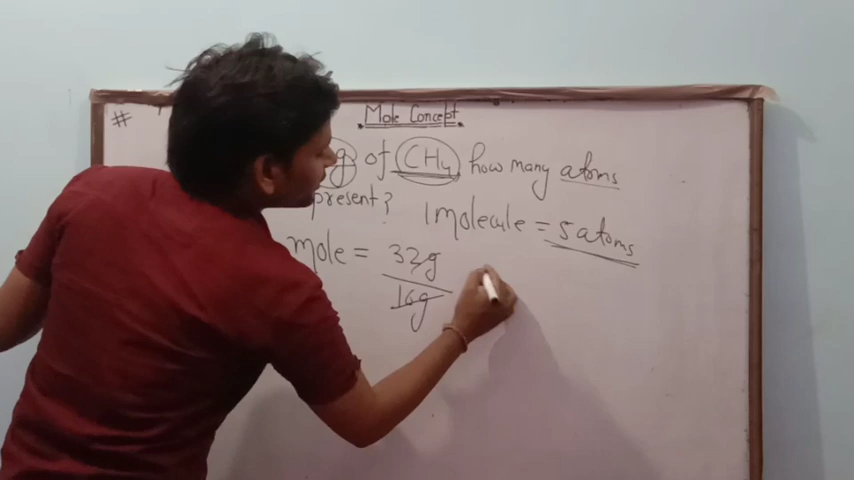 # Mole Concept
g of CH4 how many atoms
present?
1 molecule = 5 atoms
mole = 32g
16g